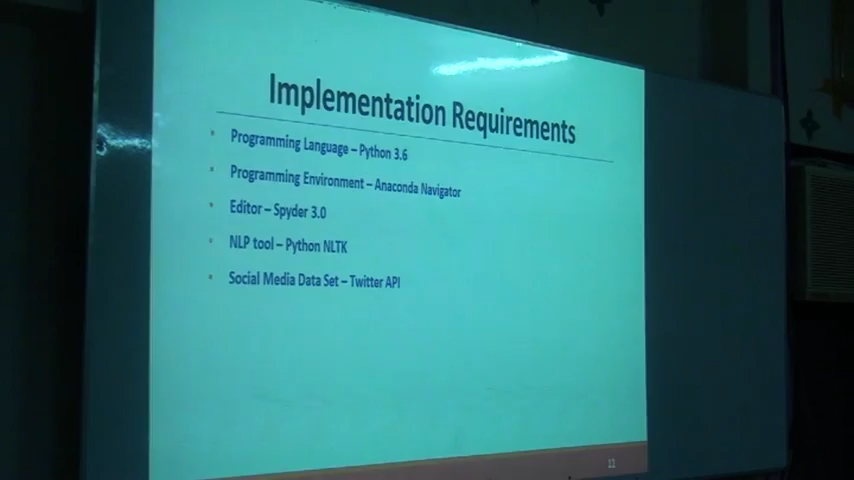 Implementation Requirements
Programming Language – Python 3.6
Programming Environment – Anaconda Navigator
Editor – Spyder 3.0
NLP tool – Python NLTK
Social Media Data Set – Twitter API
11